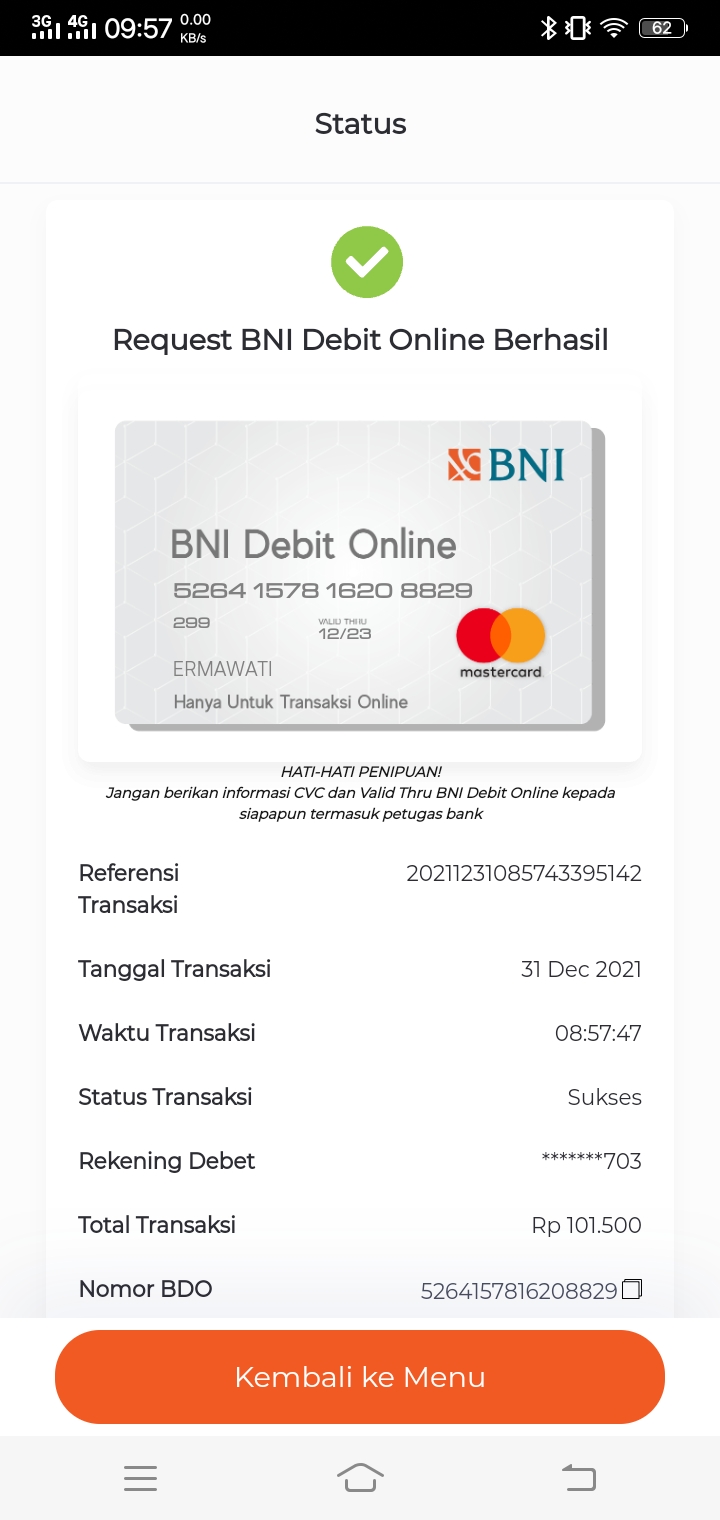 3G 4G 09:57 0.00 KB/s 62
Status
Request BNI Debit Online Berhasil
BNI
BNI Debit Online
5264 1578 1620 8829
299 VALID THRU 12/23
ERMAWATI
mastercard
Hanya Untuk Transaksi Online
HATI-HATI PENIPUAN!
Jangan berikan informasi CVC dan Valid Thru BNI Debit Online kepada
siapapun termasuk petugas bank
Referensi Transaksi 20211231085743395142
Tanggal Transaksi 31 Dec 2021
Waktu Transaksi 08:57:47
Status Transaksi Sukses
Rekening Debet *******703
Total Transaksi Rp 101.500
Nomor BDO 5264157816208829
Kembali ke Menu